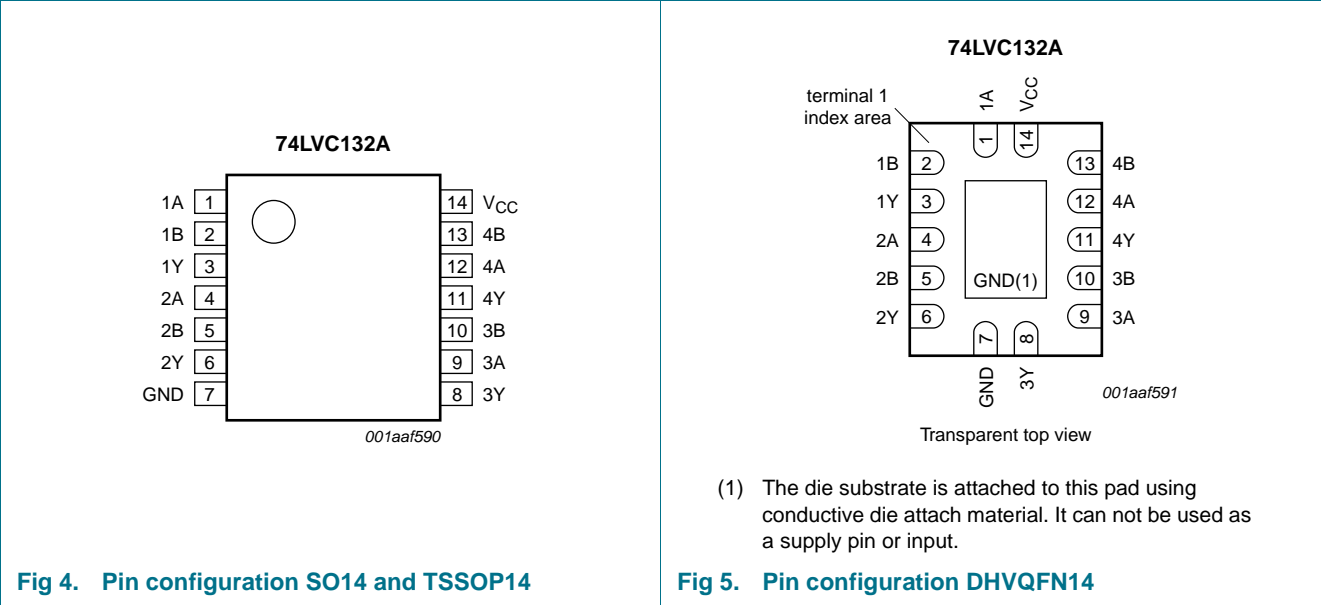 74LVC132A
1A 1 14 VCC
1B 2 13 4B
1Y 3 12 4A
2A 4 11 4Y
2B 5 10 3B
2Y 6 9 3A
GND 7 8 3Y
001aaf590
Fig 4. Pin configuration SO14 and TSSOP14
74LVC132A
terminal 1
index area
1A VCC
1 14
1B 2 13 4B
1Y 3 12 4A
2A 4 11 4Y
2B 5 GND(1) 10 3B
2Y 6 9 3A
7 8
GND 3Y
001aaf591
Transparent top view
(1) The die substrate is attached to this pad using
conductive die attach material. It can not be used as
a supply pin or input.
Fig 5. Pin configuration DHVQFN14